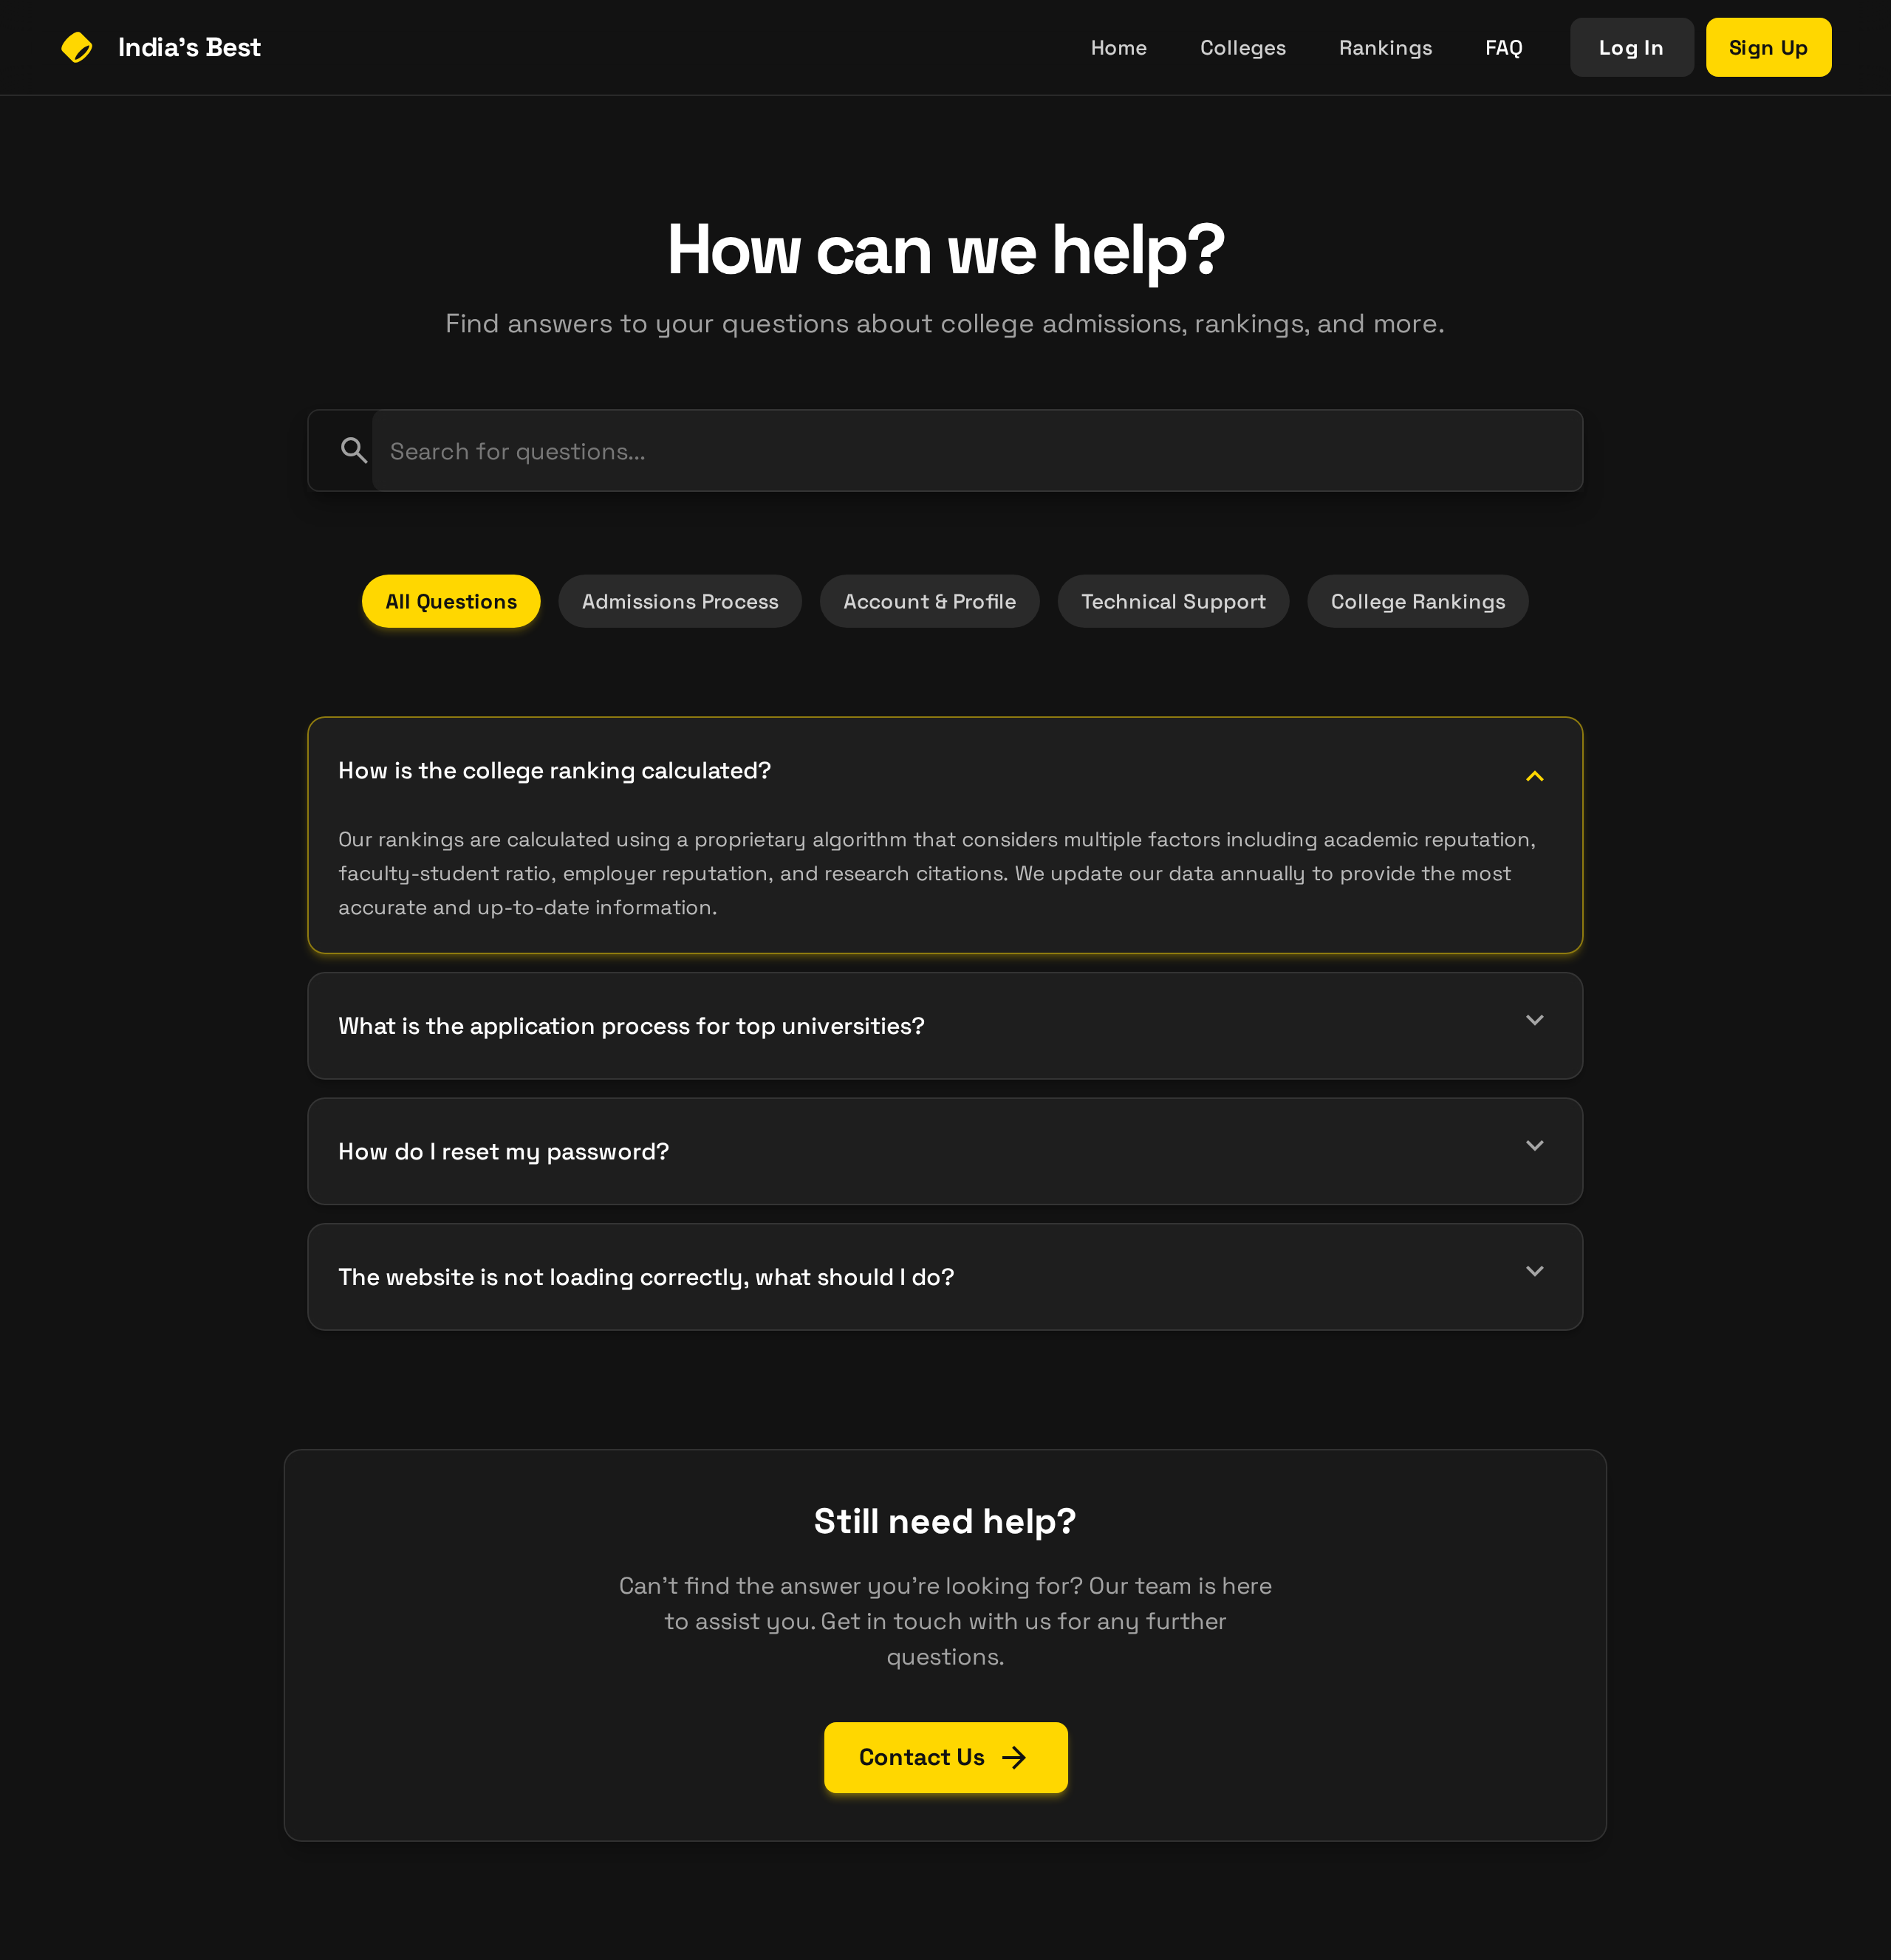 India's Best
Home
Colleges
Rankings
FAQ
Log In
Sign Up
How can we help?
Find answers to your questions about college admissions, rankings, and more.
Search for questions...
All Questions
Admissions Process
Account & Profile
Technical Support
College Rankings
How is the college ranking calculated?
Our rankings are calculated using a proprietary algorithm that considers multiple factors including academic reputation,
faculty-student ratio, employer reputation, and research citations. We update our data annually to provide the most
accurate and up-to-date information.
What is the application process for top universities?
How do I reset my password?
The website is not loading correctly, what should I do?
Still need help?
Can't find the answer you're looking for? Our team is here
to assist you. Get in touch with us for any further
questions.
Contact Us